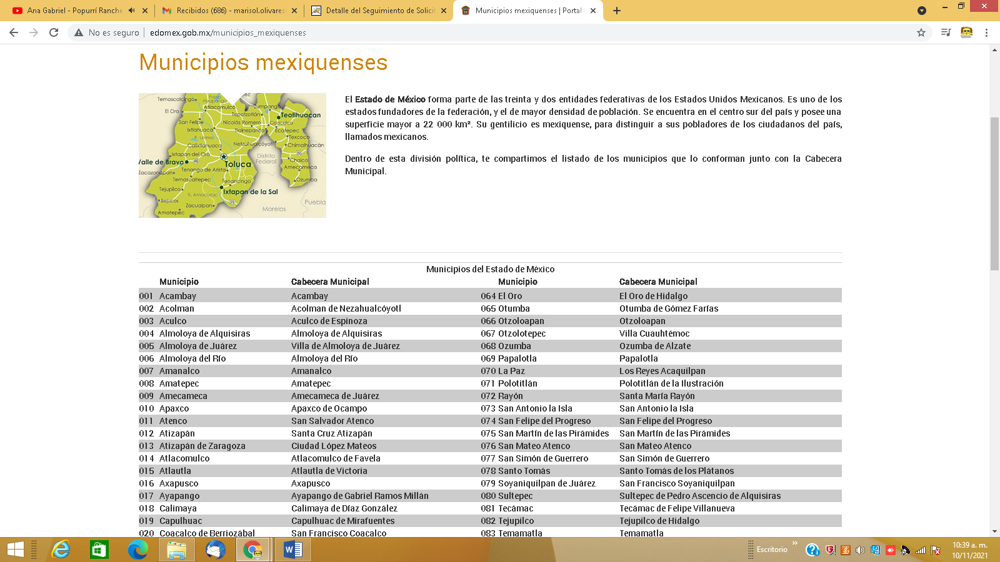 Ana Gabriel - Popurrí Ranche
Recibidos (686) - marisol.olivares
Detalle del Seguimiento de Solicit
Municipios mexiquenses | Portal
No es seguro
edomex.gob.mx/municipios_mexiquenses
Municipios mexiquenses
Temascalcingo
El Oro
Atlacomulco
Zumpango
Tepotzotlán
Teotihuacan
San Felipe
Nicolás Romero
Coacalco
Ixtlahuaca
Tlalnepantla
Ecatepec
R. Lerma
Texcoco
Netzahualcóyotl
Chimalhuacán
Ixtapan del Oro
Distrito
Federal
Chalco
Valle de Bravo
Toluca
Amecameca
Zacazonapan
Tenango de Arista
Temascaltepec
Tenancingo
Ozumba
Tejupilco
Ixtapan de la Sal
Bejucos
Zacualpan
Puebla
Amatepec
Morelos
El Estado de México forma parte de las treinta y dos entidades federativas de los Estados Unidos Mexicanos. Es uno de los
estados fundadores de la federación, y el de mayor densidad de población. Se encuentra en el centro sur del país y posee una
superficie mayor a 22 000 km². Su gentilicio es mexiquense, para distinguir a sus pobladores de los ciudadanos del país,
llamados mexicanos.
Dentro de esta división política, te compartimos el listado de los municipios que lo conforman junto con la Cabecera
Municipal.
Municipios del Estado de México
Municipio Cabecera Municipal Municipio Cabecera Municipal
001 Acambay Acambay 064 El Oro El Oro de Hidalgo
002 Acolman Acolman de Nezahualcóyotl 065 Otumba Otumba de Gómez Farías
003 Aculco Aculco de Espinoza 066 Otzoloapan Otzoloapan
004 Almoloya de Alquisiras Almoloya de Alquisiras 067 Otzolotepec Villa Cuauhtémoc
005 Almoloya de Juárez Villa de Almoloya de Juárez 068 Ozumba Ozumba de Alzate
006 Almoloya del Río Almoloya del Río 069 Papalotla Papalotla
007 Amanalco Amanalco 070 La Paz Los Reyes Acaquilpan
008 Amatepec Amatepec 071 Polotitlán Polotitlán de la Ilustración
009 Amecameca Amecameca de Juárez 072 Rayón Santa María Rayón
010 Apaxco Apaxco de Ocampo 073 San Antonio la Isla San Antonio la Isla
011 Atenco San Salvador Atenco 074 San Felipe del Progreso San Felipe del Progreso
012 Atizapán Santa Cruz Atizapán 075 San Martín de las Pirámides San Martín de las Pirámides
013 Atizapán de Zaragoza Ciudad López Mateos 076 San Mateo Atenco San Mateo Atenco
014 Atlacomulco Atlacomulco de Favela 077 San Simón de Guerrero San Simón de Guerrero
015 Atlautla Atlautla de Victoria 078 Santo Tomás Santo Tomás de los Plátanos
016 Axapusco Axapusco 079 Soyaniquilpan de Juárez San Francisco Soyaniquilpan
017 Ayapango Ayapango de Gabriel Ramos Millán 080 Sultepec Sultepec de Pedro Ascencio de Alquisiras
018 Calimaya Calimaya de Díaz González 081 Tecámac Tecámac de Felipe Villanueva
019 Capulhuac Capulhuac de Mirafuentes 082 Tejupilco Tejupilco de Hidalgo
020 Coacalco de Berriozábal San Francisco Coacalco 083 Temamatla Temamatla
Escritorio
10:39 a. m.
10/11/2021